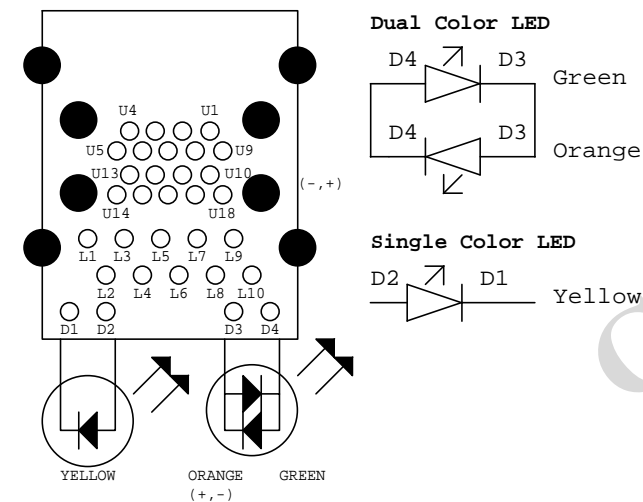 Dual Color LED
D4 D3
Green
D4 D3
Orange
Single Color LED
D2 D1
Yellow
U4 U1
U5 U9
U13 U10
(-,+)
U14 U18
L1 L3 L5 L7 L9
L2 L4 L6 L8 L10
D1 D2 D3 D4
YELLOW ORANGE GREEN
(+,-)